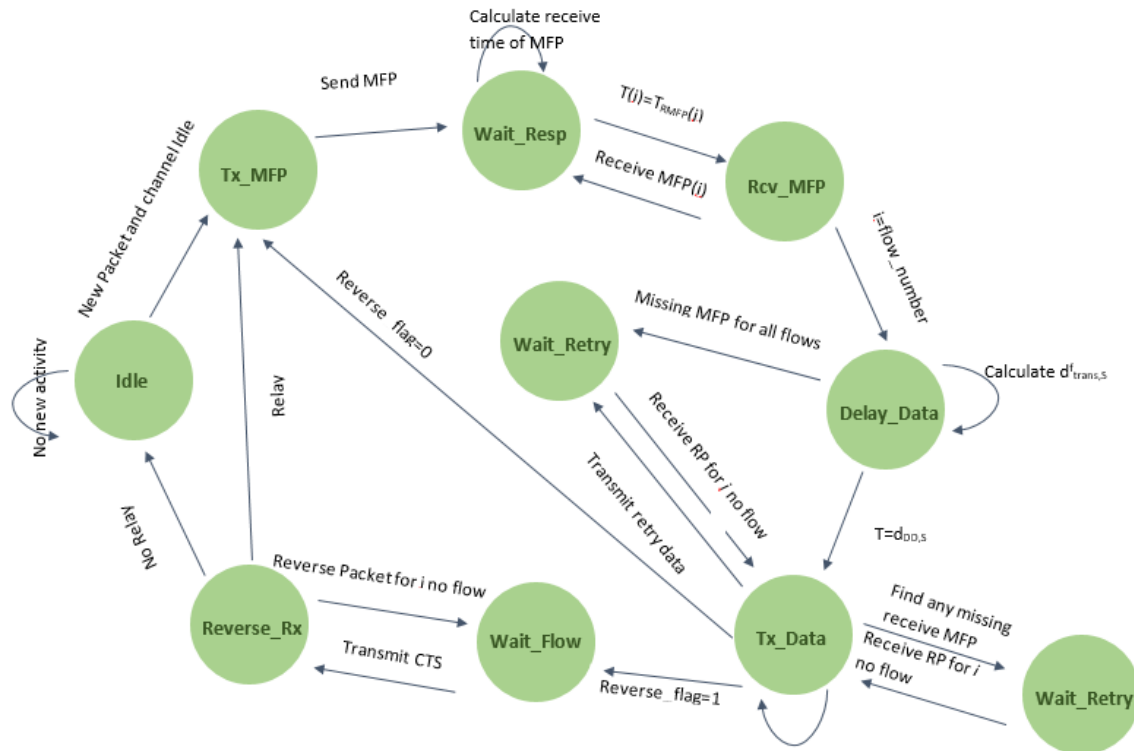 Calculate receive
time of MFP
Send MFP
Wait_Resp
T(j)=TRMFP(j)
Receive MFP(j)
Tx_MFP
Rcv_MFP
New Packet and channel Idle
i=flow_number
Reverse_flag=0
Missing MFP for all flows
Wait_Retry
Calculate dftrans,S
Idle
No new activity
Delay_Data
Relay
Receive RP for i no flow
Transmit retry data
T=dDD,S
No Relay
Reverse Packet for i no flow
Find any missing
receive MFP
Reverse_Rx
Wait_Flow
Tx_Data
Receive RP for i
no flow
Transmit CTS
Reverse_flag=1
Wait_Retry